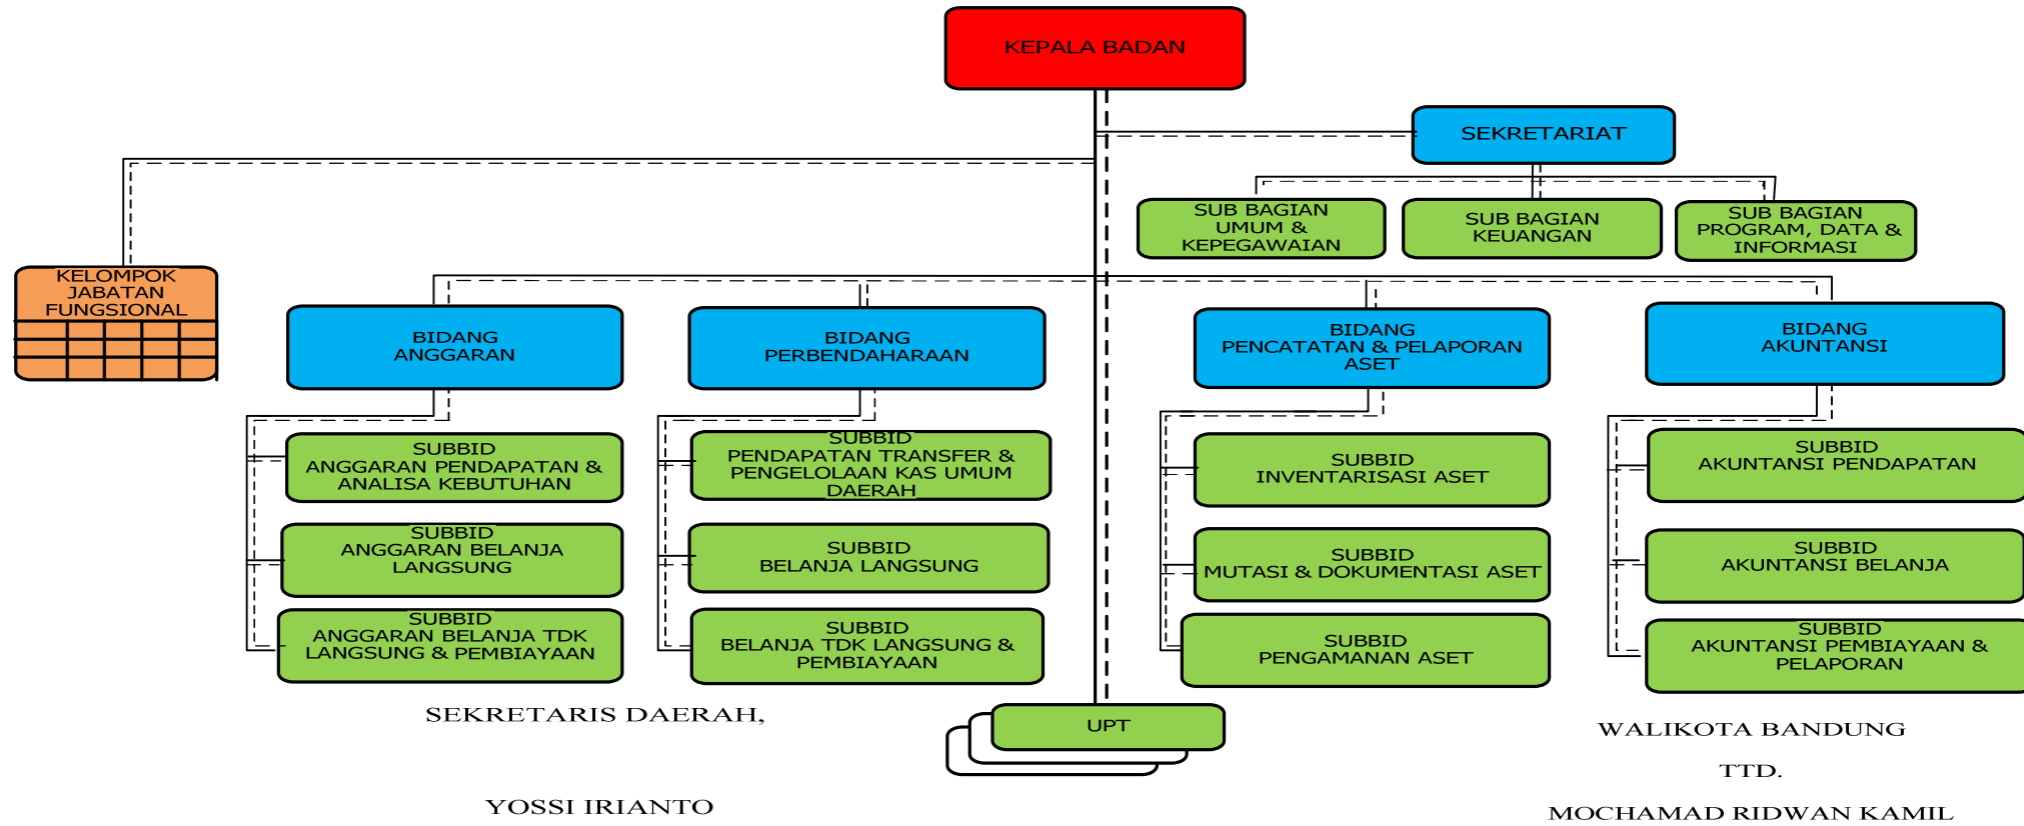 KEPALA BADAN
SEKRETARIAT
SUB BAGIAN
UMUM &
KEPEGAWAIAN
SUB BAGIAN
KEUANGAN
SUB BAGIAN
PROGRAM, DATA &
INFORMASI
KELOMPOK
JABATAN
FUNGSIONAL
BIDANG
ANGGARAN
BIDANG
PERBENDAHARAAN
BIDANG
PENCATATAN & PELAPORAN
ASET
BIDANG
AKUNTANSI
SUBBID
ANGGARAN PENDAPATAN &
ANALISA KEBUTUHAN
SUBBID
ANGGARAN BELANJA
LANGSUNG
SUBBID
ANGGARAN BELANJA TDK
LANGSUNG & PEMBIAYAAN
SUBBID
PENDAPATAN TRANSFER &
PENGELOLAAN KAS UMUM
DAERAH
SUBBID
BELANJA LANGSUNG
SUBBID
BELANJA TDK LANGSUNG &
PEMBIAYAAN
SUBBID
INVENTARISASI ASET
SUBBID
MUTASI & DOKUMENTASI ASET
SUBBID
PENGAMANAN ASET
SUBBID
AKUNTANSI PENDAPATAN
SUBBID
AKUNTANSI BELANJA
SUBBID
AKUNTANSI PEMBIAYAAN &
PELAPORAN
UPT
SEKRETARIS DAERAH,
YOSSI IRIANTO
WALIKOTA BANDUNG
TTD.
MOCHAMAD RIDWAN KAMIL